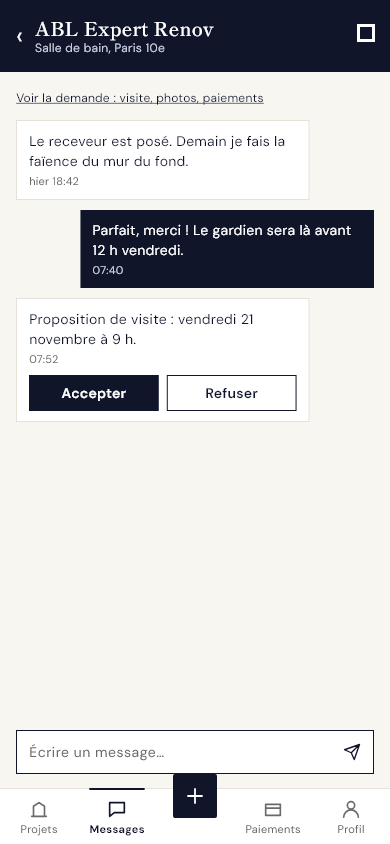 ABL Expert Renov
Salle de bain, Paris 10e
Voir la demande : visite, photos, paiements
Le receveur est posé. Demain je fais la
faïence du mur du fond.
hier 18:42
Parfait, merci ! Le gardien sera là avant
12 h vendredi.
07:40
Proposition de visite : vendredi 21
novembre à 9 h.
07:52
Accepter
Refuser
Écrire un message…
Projets
Messages
Paiements
Profil